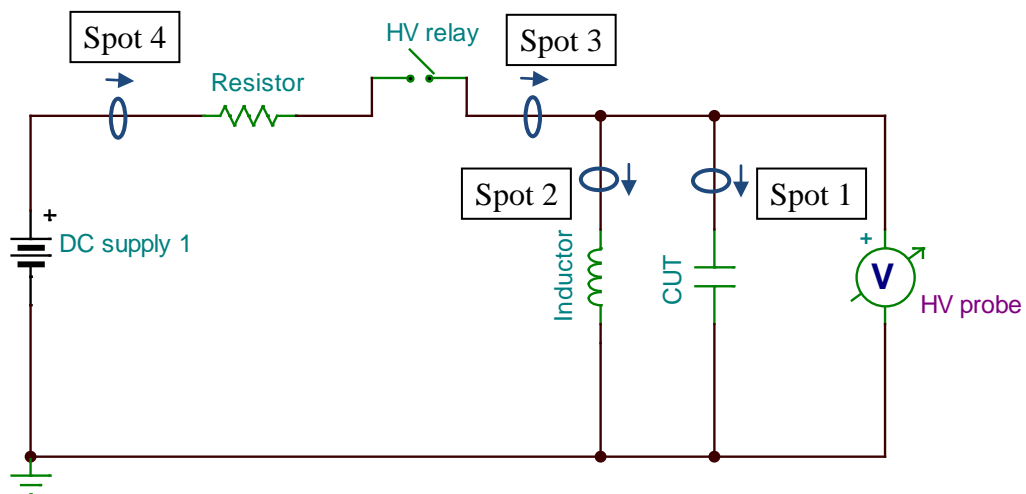 Spot 4
HV relay
Spot 3
Resistor
Spot 2
Spot 1
+
DC supply 1
Inductor
CUT
+
V
HV probe